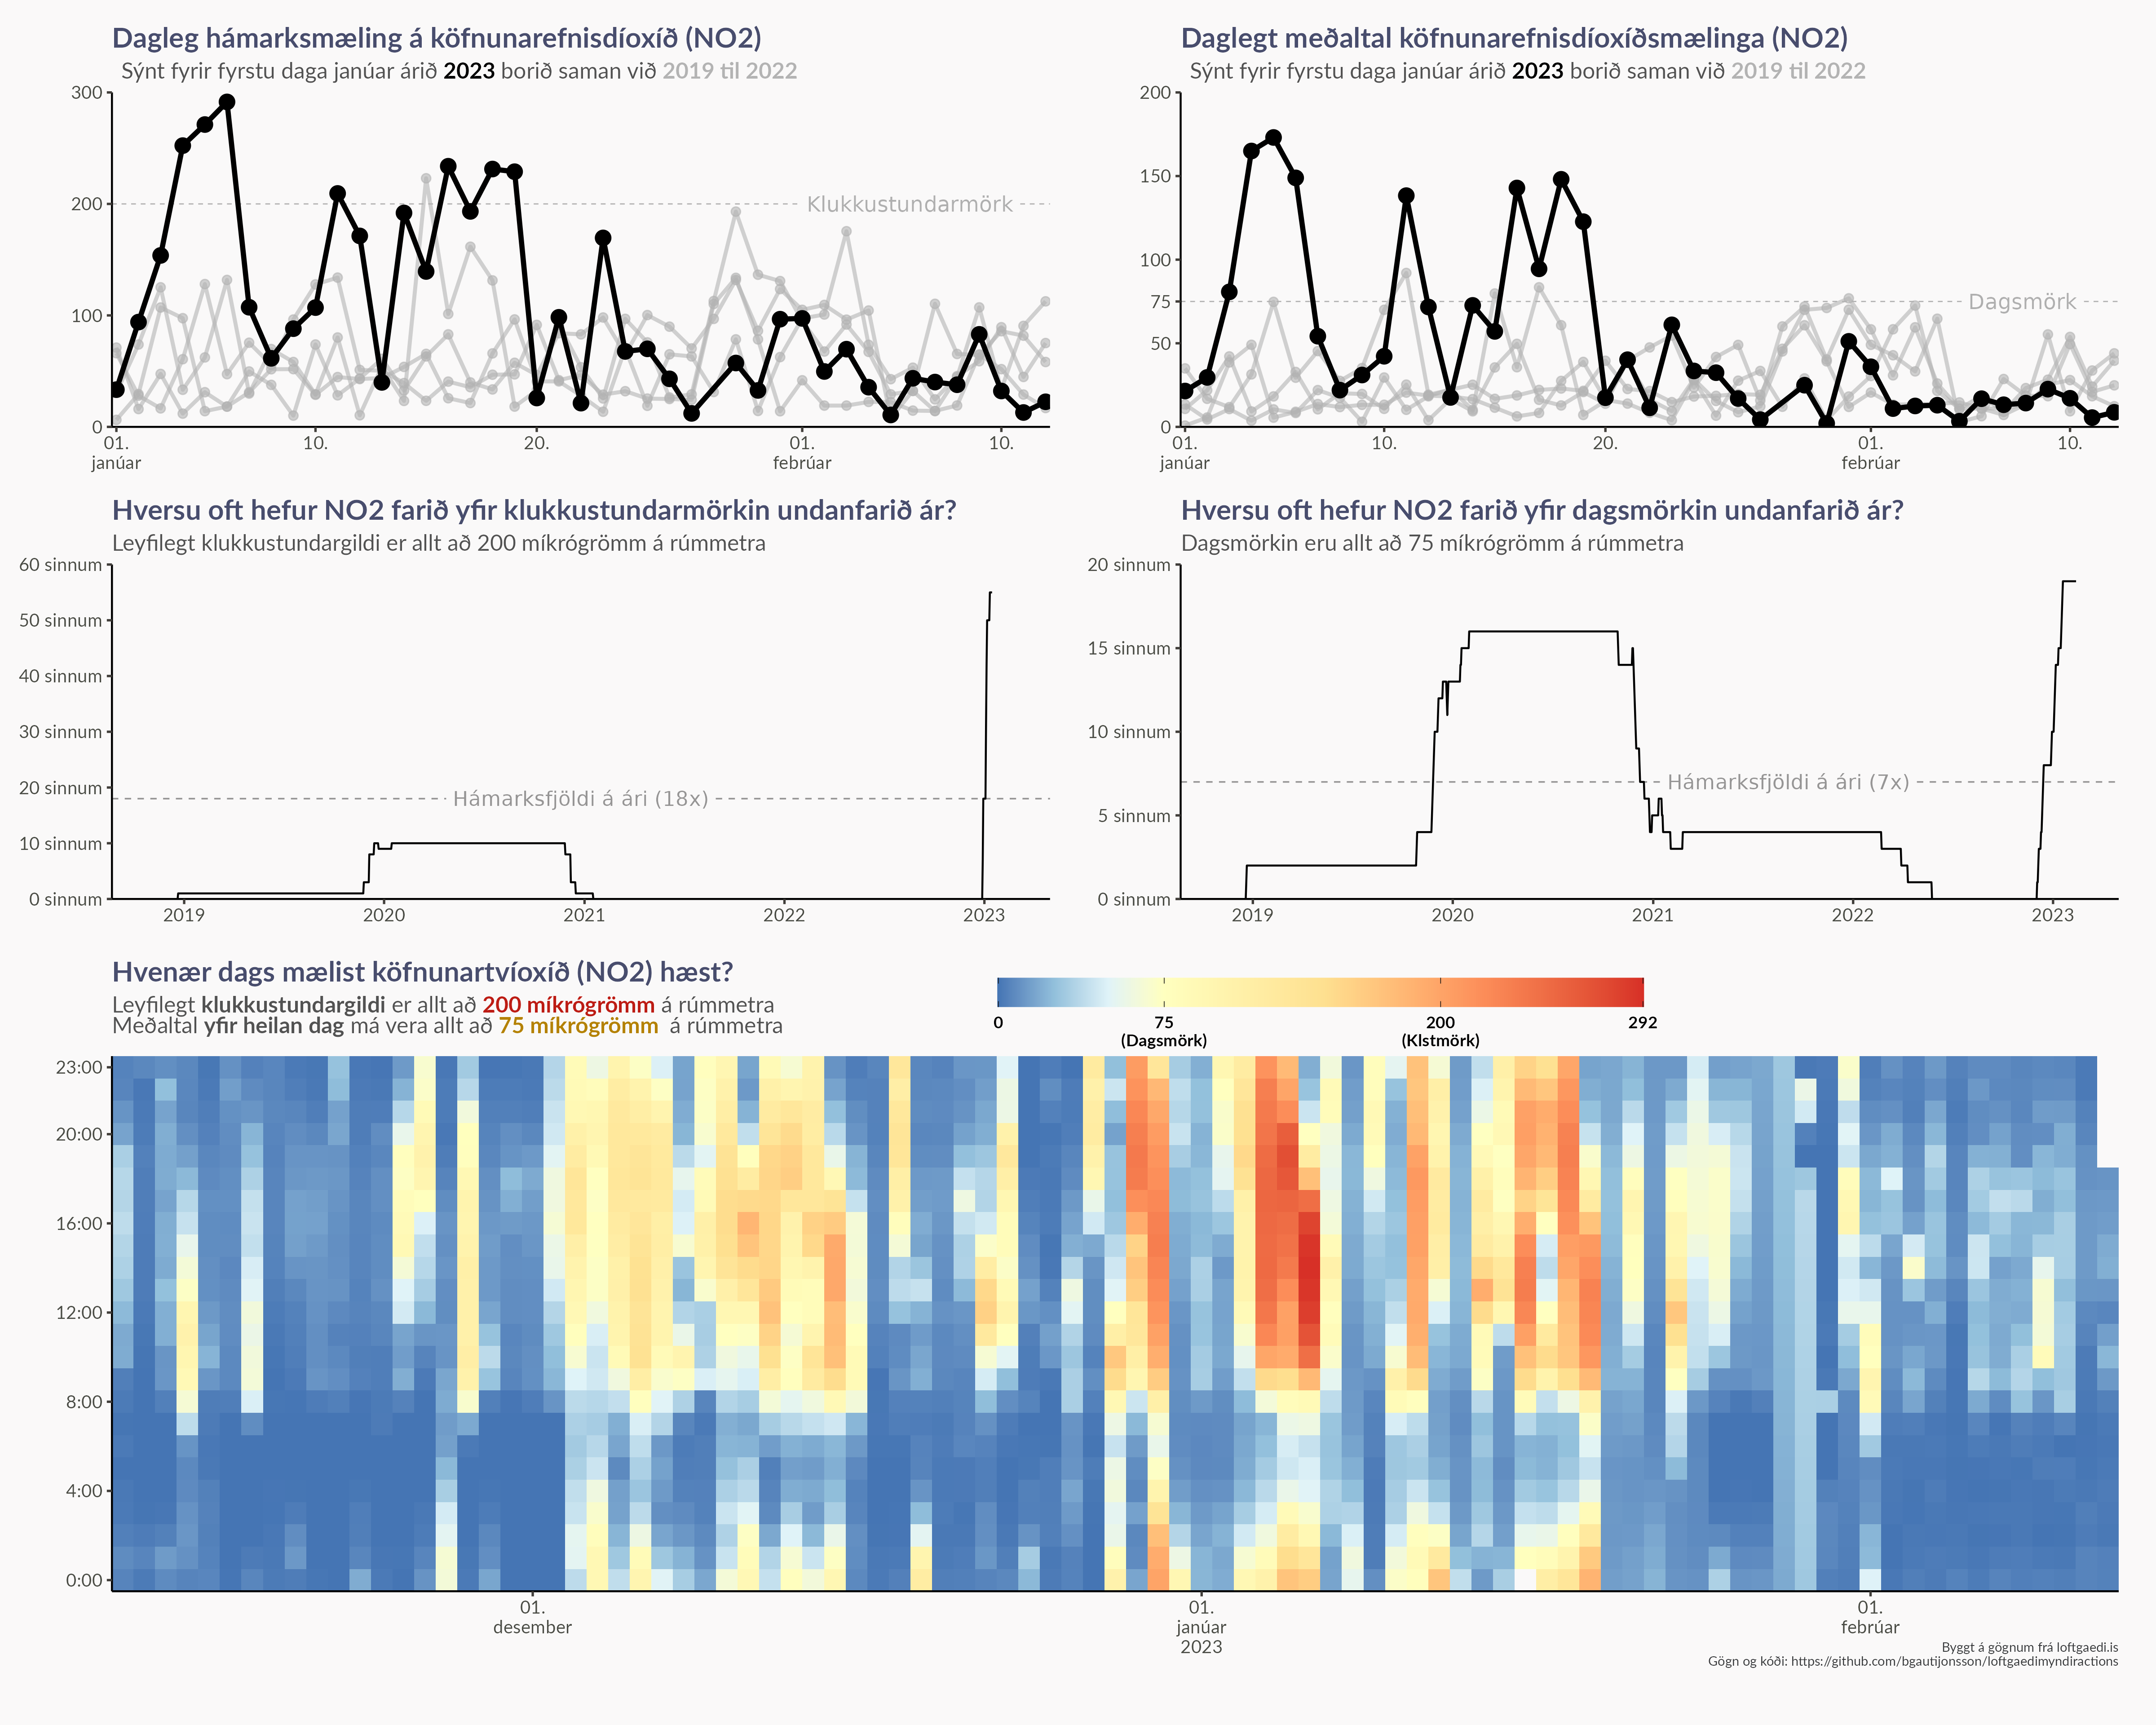 Dagleg hámarksmæling á köfnunarefnisdíoxíð (NO2)
Sýnt fyrir fyrstu daga janúar árið 2023 borið saman við 2019 til 2022
300
200
100
0
Klukkustundarmörk
01.
janúar
10.
20.
01.
febrúar
10.
Daglegt meðaltal köfnunarefnisdíoxíðsmælinga (NO2)
Sýnt fyrir fyrstu daga janúar árið 2023 borið saman við 2019 til 2022
200
150
100
75
50
0
Dagsmörk
01.
janúar
10.
20.
01.
febrúar
10.
Hversu oft hefur NO2 farið yfir klukkustundarmörkin undanfarið ár?
Leyfilegt klukkustundargildi er allt að 200 míkrógrömm á rúmmetra
60 sinnum
50 sinnum
40 sinnum
30 sinnum
20 sinnum
10 sinnum
0 sinnum
Hámarksfjöldi á ári (18x)
2019
2020
2021
2022
2023
Hversu oft hefur NO2 farið yfir dagsmörkin undanfarið ár?
Dagsmörkin eru allt að 75 míkrógrömm á rúmmetra
20 sinnum
15 sinnum
10 sinnum
5 sinnum
0 sinnum
Hámarksfjöldi á ári (7x)
2019
2020
2021
2022
2023
Hvenær dags mælist köfnunartvíoxíð (NO2) hæst?
Leyfilegt klukkustundargildi er allt að 200 míkrógrömm á rúmmetra
Meðaltal yfir heilan dag má vera allt að 75 míkrógrömm á rúmmetra
0
75
(Dagsmörk)
200
(Klstmörk)
292
23:00
20:00
16:00
12:00
8:00
4:00
0:00
01.
desember
01.
janúar
2023
01.
febrúar
Byggt á gögnum frá loftgaedi.is
Gögn og kóði: https://github.com/bgautijonsson/loftgaedimyndiractions